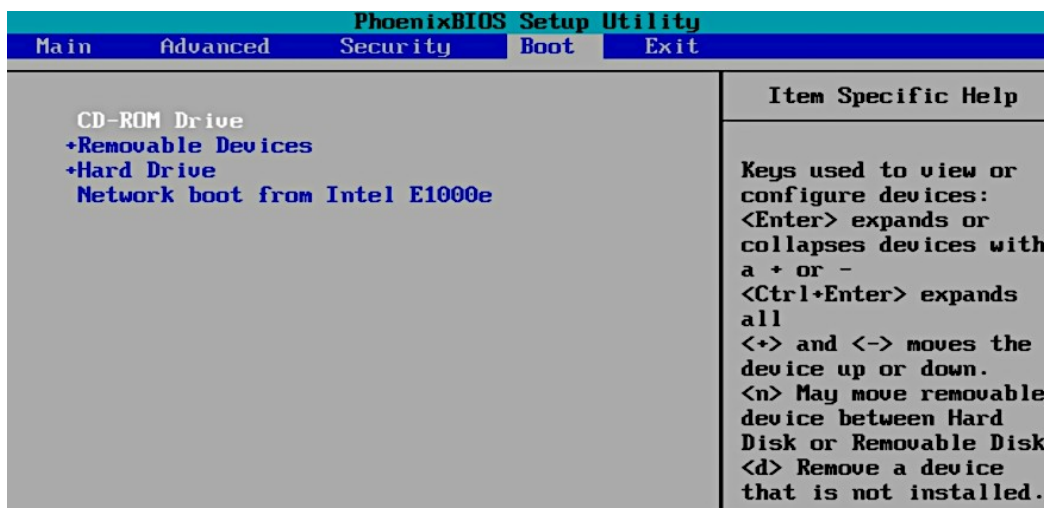 PhoenixBIOS Setup Utility
Main Advanced Security Boot Exit
CD-ROM Drive
+Removable Devices
+Hard Drive
Network boot from Intel E1000e
Item Specific Help
Keys used to view or
configure devices:
<Enter> expands or
collapses devices with
a + or -
<Ctrl+Enter> expands
all
<+> and <-> moves the
device up or down.
<n> May move removable
device between Hard
Disk or Removable Disk
<d> Remove a device
that is not installed.